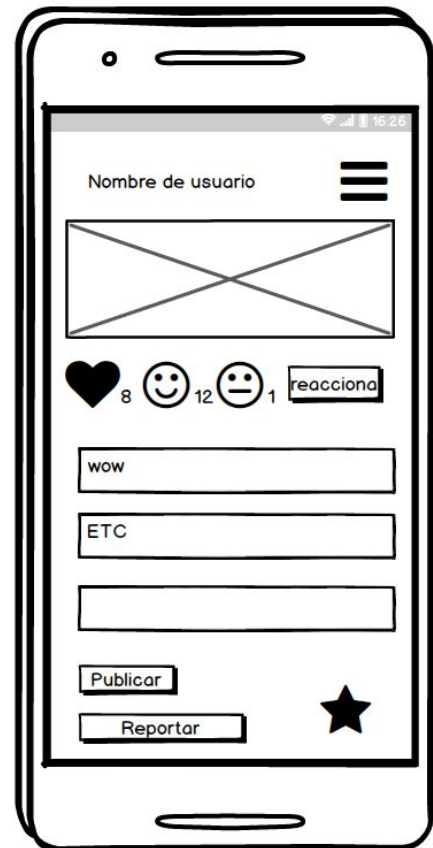 16:26
Nombre de usuario
8 12 1 reacciona
wow
ETC
Publicar
Reportar